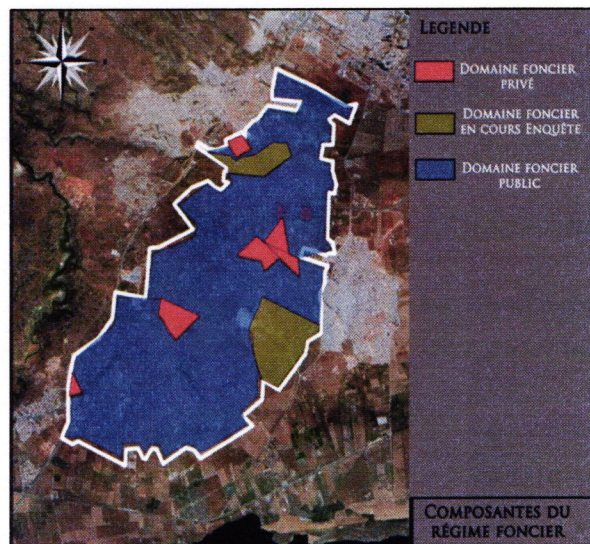 LEGENDE
DOMAINE FONCIER
PRIVÉ
DOMAINE FONCIER
EN COURS ENQUÊTE
DOMAINE FONCIER
PUBLIC
COMPOSANTES DU
RÉGIME FONCIER